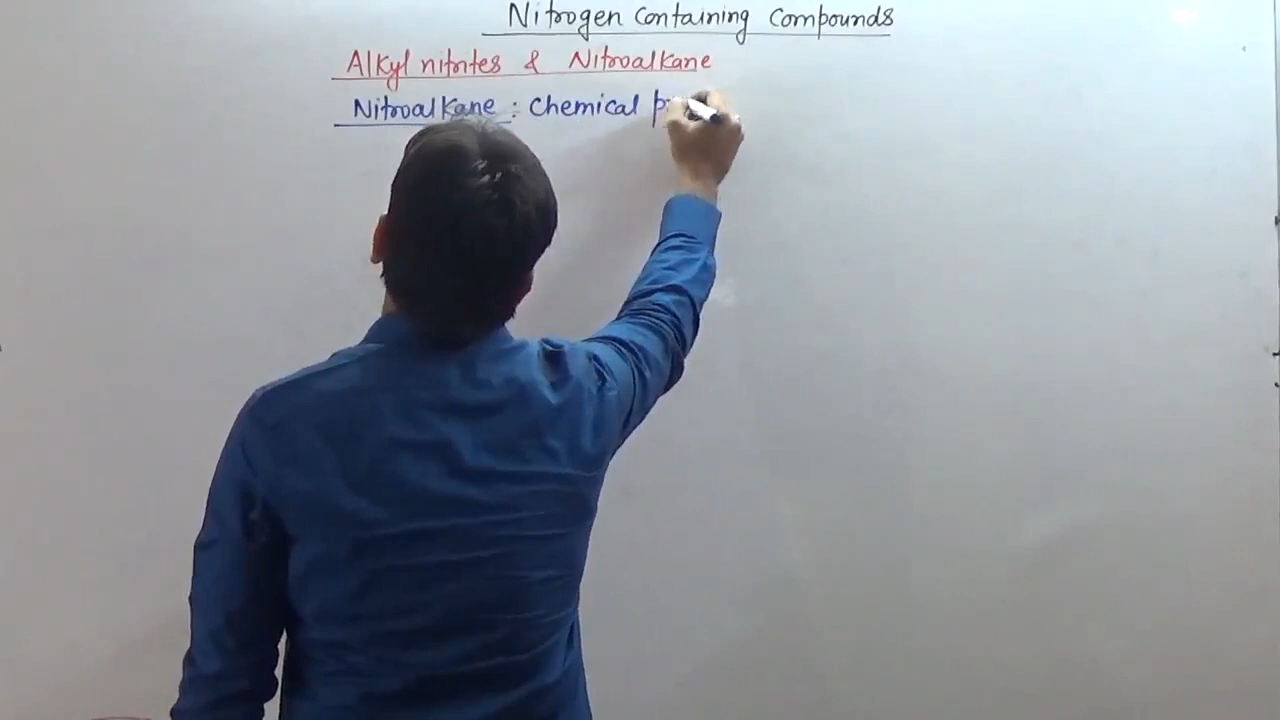 Nitrogen Containing Compounds
Alkyl nitrites & Nitroalkane
Nitroalkane : Chemical